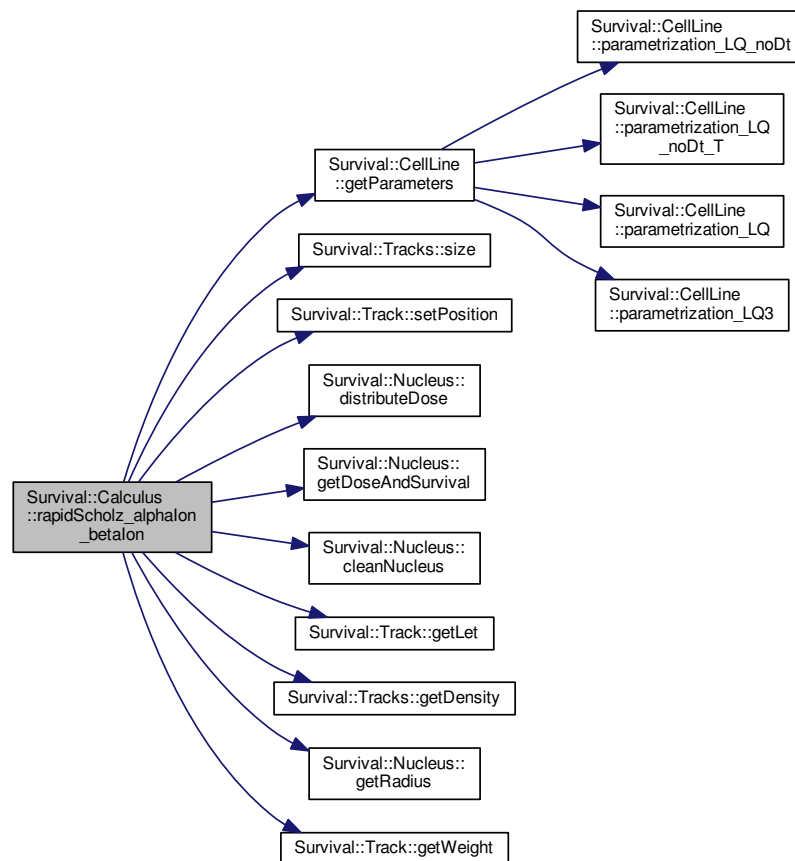 Survival::CellLine
::parametrization_LQ_noDt
Survival::CellLine
::parametrization_LQ
_noDt_T
Survival::CellLine
::getParameters
Survival::CellLine
::parametrization_LQ
Survival::Tracks::size
Survival::CellLine
::parametrization_LQ3
Survival::Track::setPosition
Survival::Nucleus::
distributeDose
Survival::Nucleus::
getDoseAndSurvival
Survival::Calculus
::rapidScholz_alphaIon
_betaIon
Survival::Nucleus::
cleanNucleus
Survival::Track::getLet
Survival::Tracks::getDensity
Survival::Nucleus::
getRadius
Survival::Track::getWeight